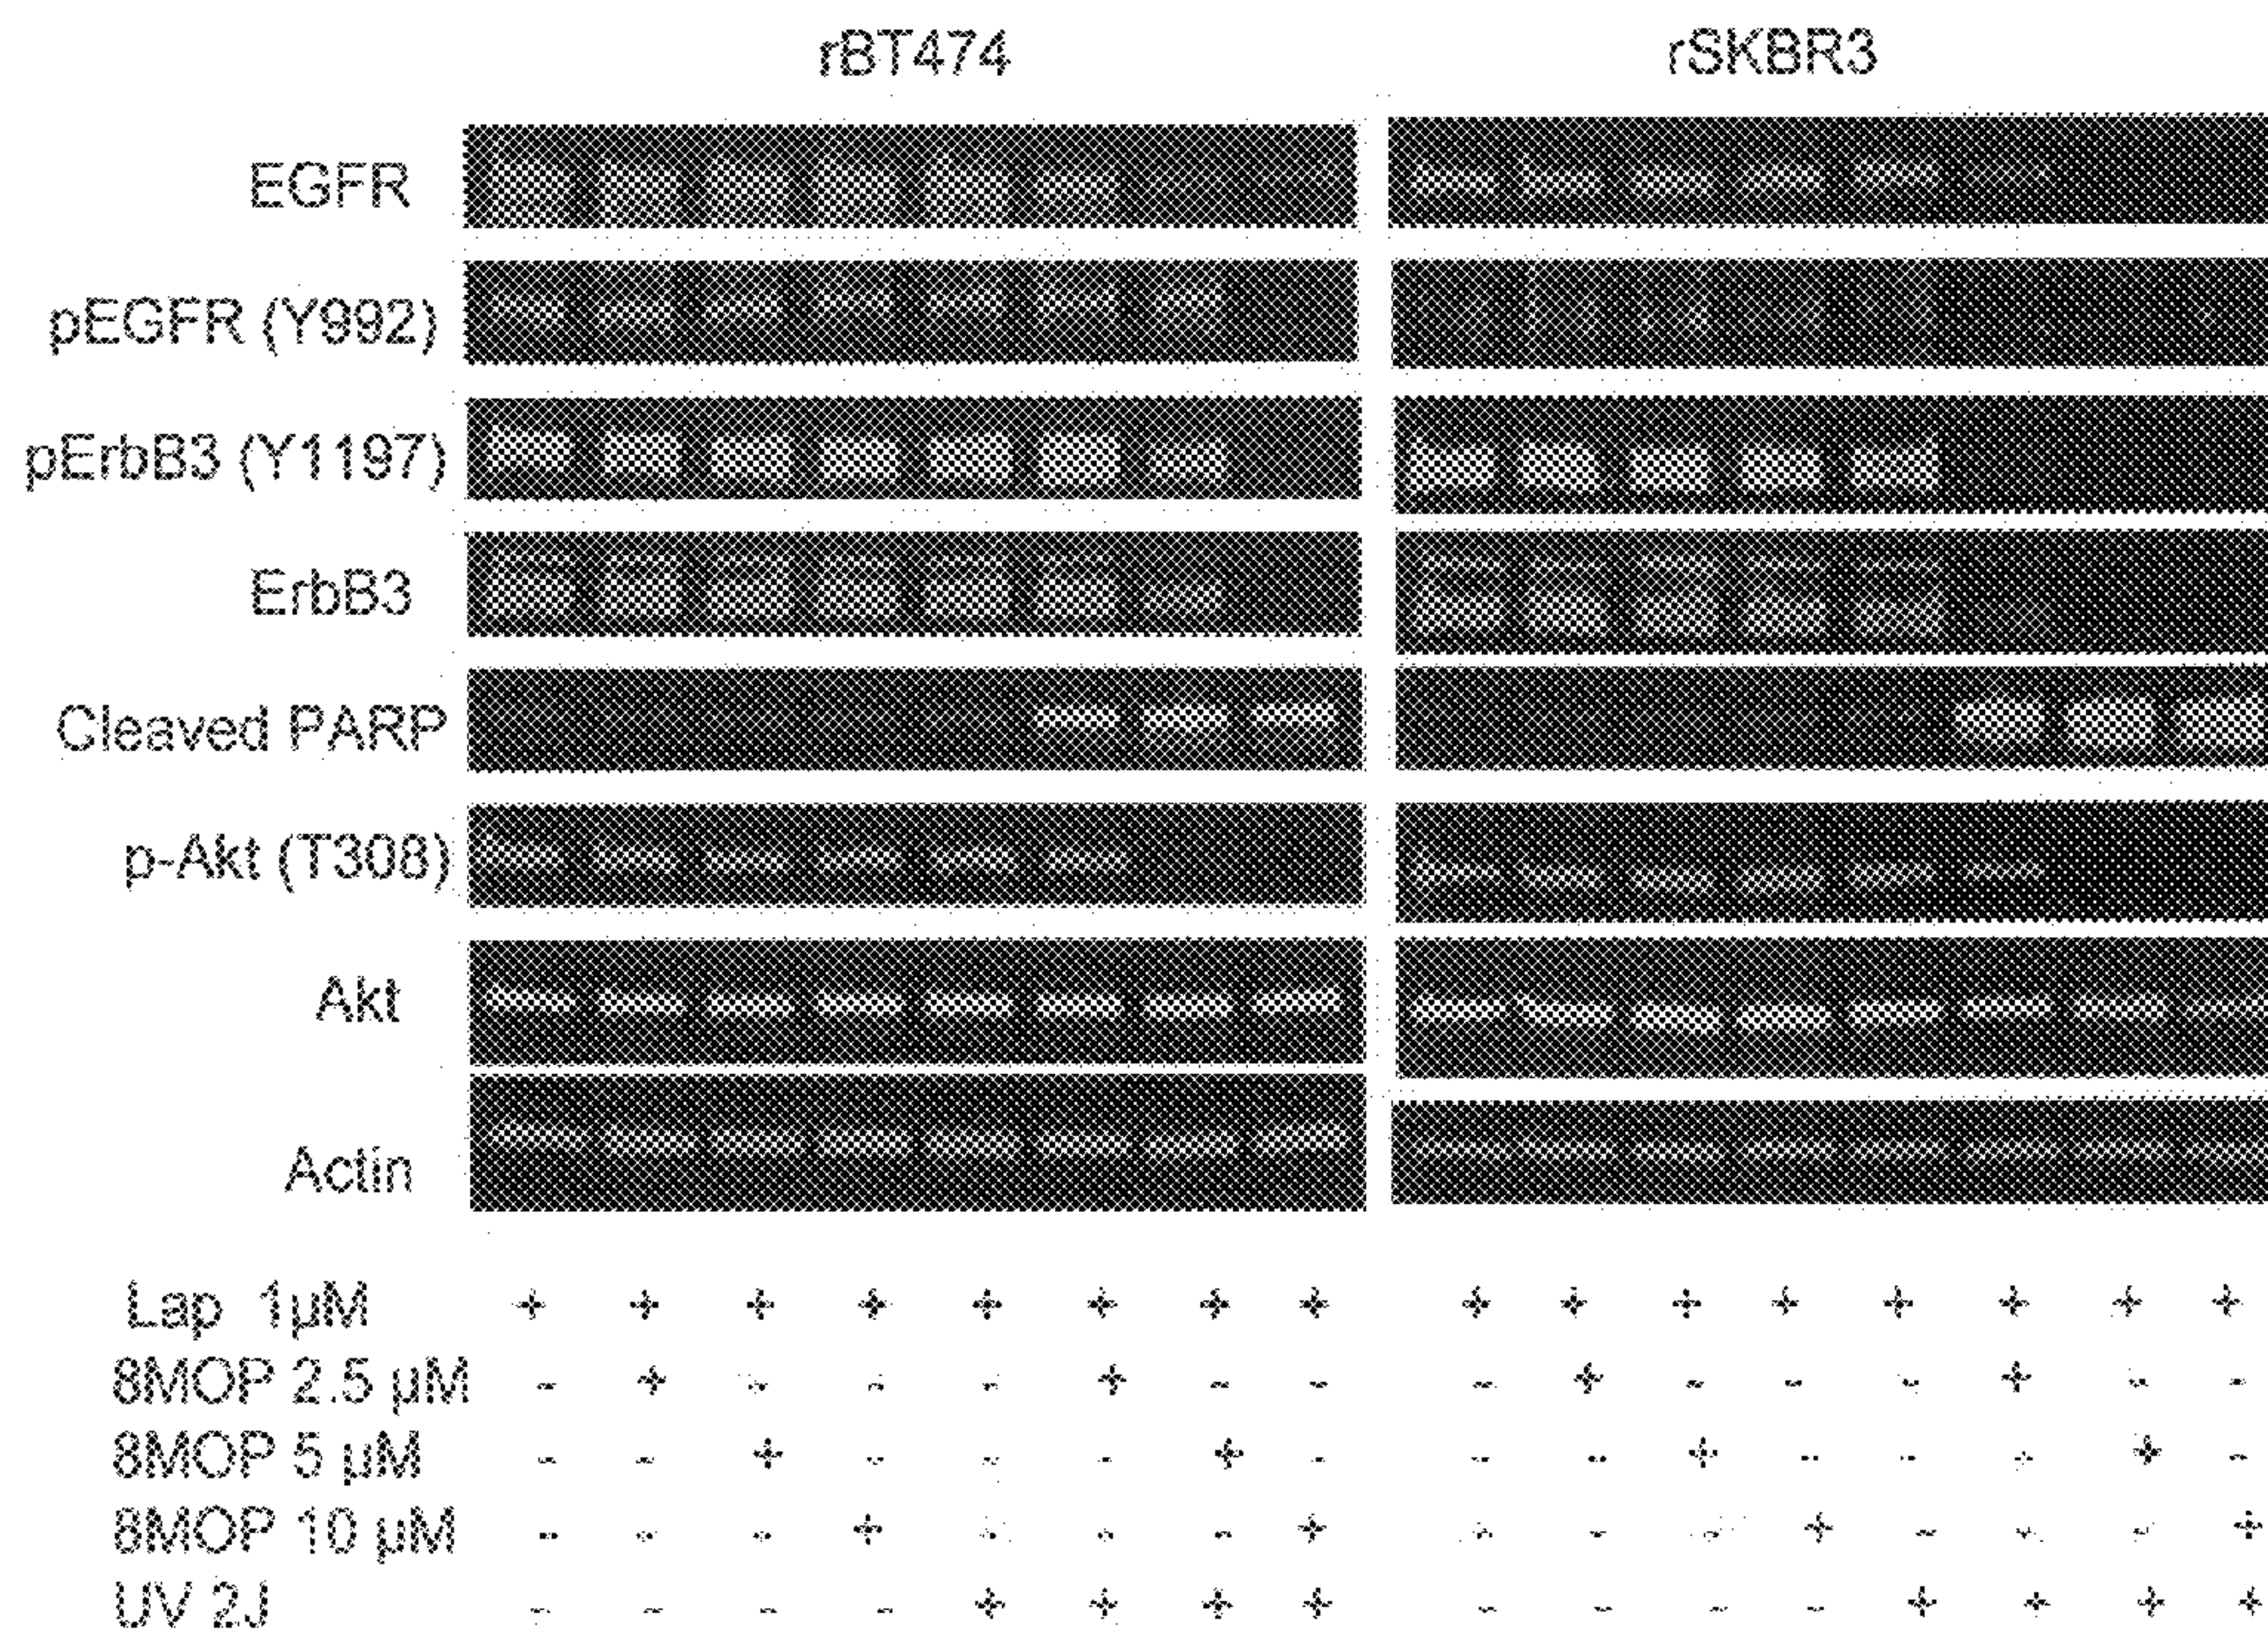 rBT474 rSKBR3
EGFR
pEGFR (Y992)
pErbB3 (Y1197)
ErbB3
Cleaved PARP
p-Akt (T308)
Akt
Actin
Lap 1µM + + + + + + + + + + + + + + + +
8MOP 2.5 µM - + - - - + - - - + - - - + - -
8MOP 5 µM - - + - - - + - - - + - - - + -
8MOP 10 µM - - - + - - - + - - - + - - - +
UV 2J - - - - + + + + - - - - + + + +